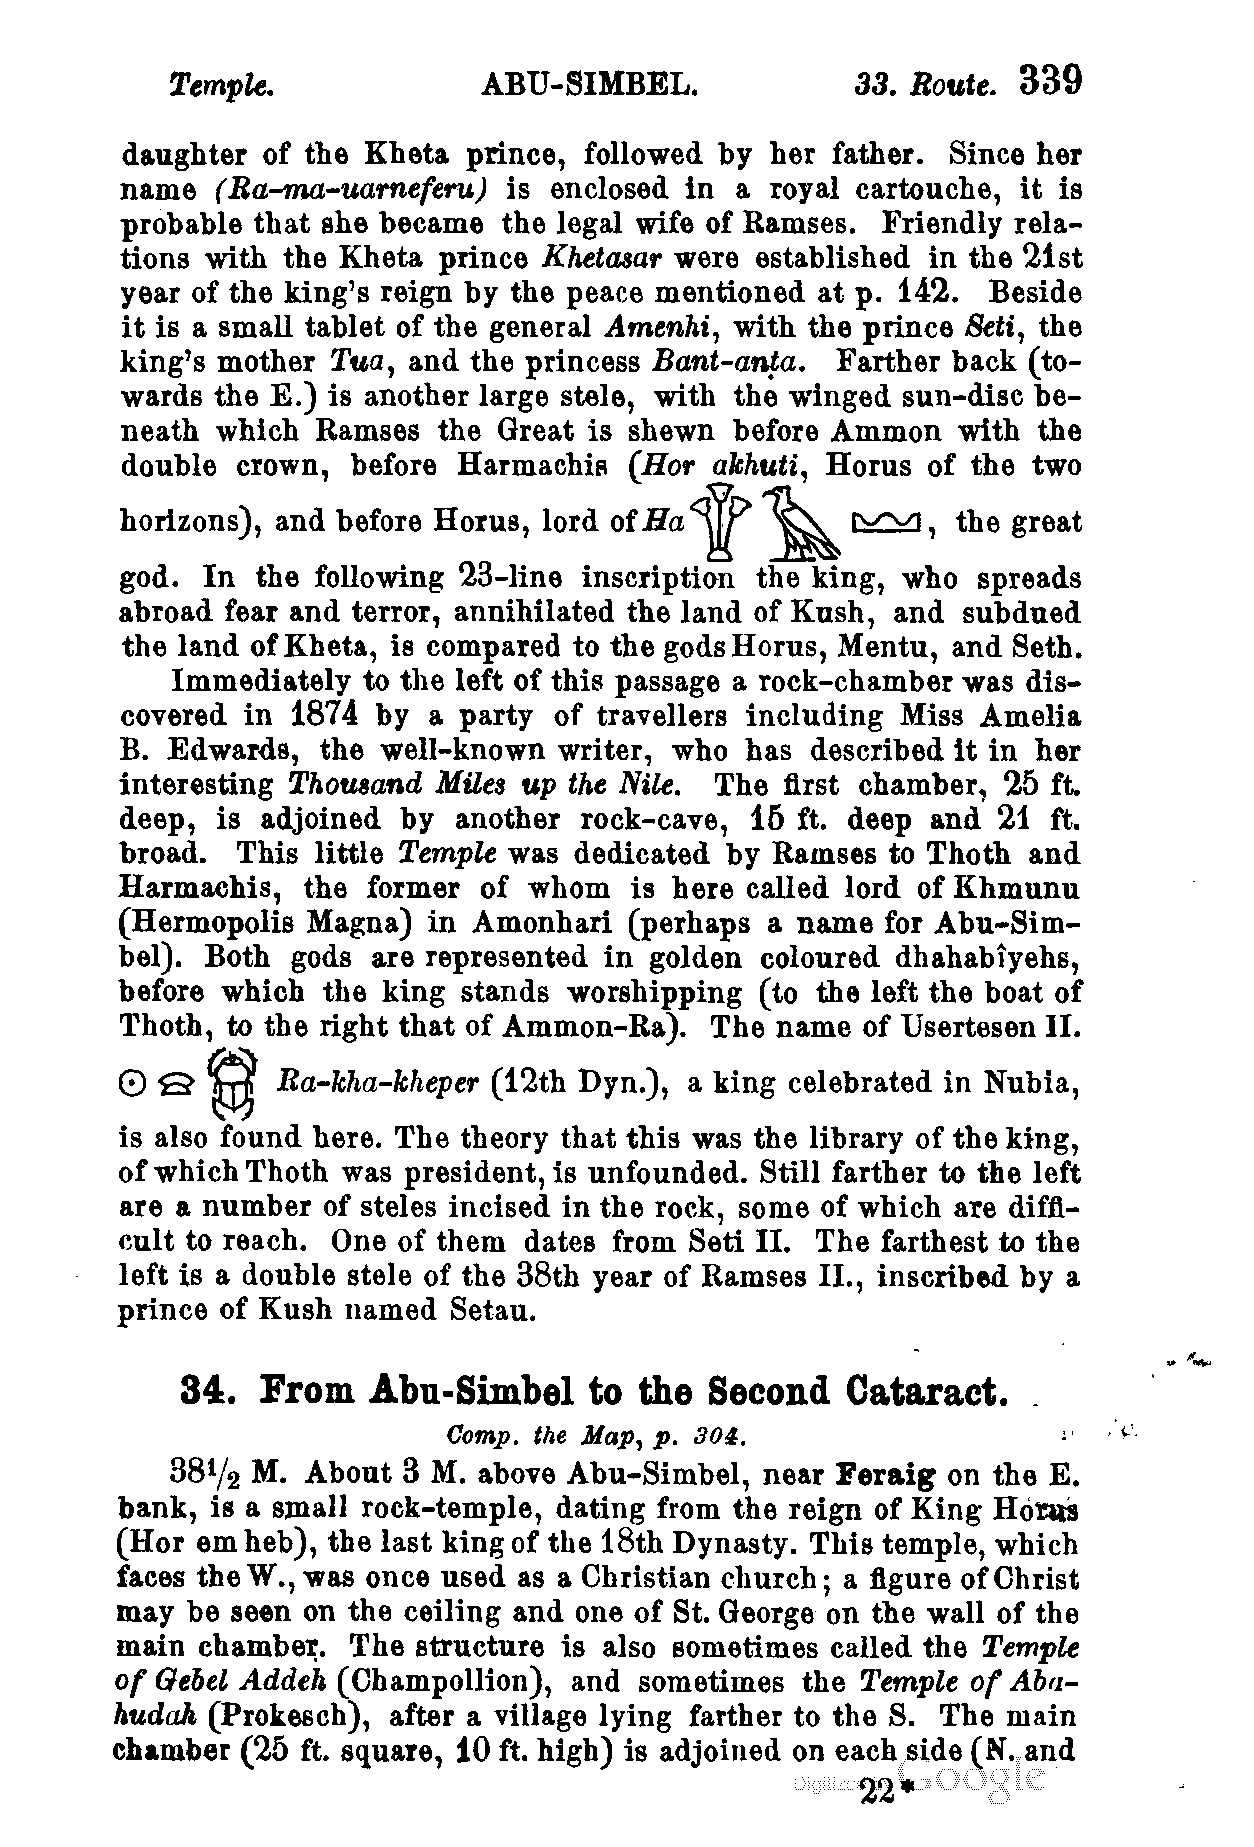 Temple. ABU-SIMBEL. 33. Route. 339
daughter of the Kheta prince, followed by her father. Since her
name (Ra-ma-uarneferu) is enclosed in a royal cartouche, it is
probable that she became the legal wife of Ramses. Friendly rela-
tions with the Kheta prince Khetasar were established in the 21st
year of the king's reign by the peace mentioned at p. 142. Beside
it is a small tablet of the general Amenhi, with the prince Seti, the
king's mother Tua, and the princess Bant-anṭa. Farther back (to-
wards the E.) is another large stele, with the winged sun-disc be-
neath which Ramses the Great is shewn before Ammon with the
double crown, before Harmachis (Hor akhuti, Horus of the two
horizons), and before Horus, lord of Ha , the great
god. In the following 23-line inscription the king, who spreads
abroad fear and terror, annihilated the land of Kush, and subdued
the land of Kheta, is compared to the gods Horus, Mentu, and Seth.
Immediately to the left of this passage a rock-chamber was dis-
covered in 1874 by a party of travellers including Miss Amelia
B. Edwards, the well-known writer, who has described it in her
interesting Thousand Miles up the Nile. The first chamber, 25 ft.
deep, is adjoined by another rock-cave, 15 ft. deep and 21 ft.
broad. This little Temple was dedicated by Ramses to Thoth and
Harmachis, the former of whom is here called lord of Khmunu
(Hermopolis Magna) in Amonhari (perhaps a name for Abu-Sim-
bel). Both gods are represented in golden coloured dhahabîyehs,
before which the king stands worshipping (to the left the boat of
Thoth, to the right that of Ammon-Ra). The name of Usertesen II.
Ra-kha-kheper (12th Dyn.), a king celebrated in Nubia,
is also found here. The theory that this was the library of the king,
of which Thoth was president, is unfounded. Still farther to the left
are a number of steles incised in the rock, some of which are diffi-
cult to reach. One of them dates from Seti II. The farthest to the
left is a double stele of the 38th year of Ramses II., inscribed by a
prince of Kush named Setau.
34. From Abu-Simbel to the Second Cataract.
Comp. the Map, p. 304.
38½ M. About 3 M. above Abu-Simbel, near Feraig on the E.
bank, is a small rock-temple, dating from the reign of King Horus
(Hor em heb), the last king of the 18th Dynasty. This temple, which
faces the W., was once used as a Christian church; a figure of Christ
may be seen on the ceiling and one of St. George on the wall of the
main chamber. The structure is also sometimes called the Temple
of Gebel Addeh (Champollion), and sometimes the Temple of Abu-
hudah (Prokesch), after a village lying farther to the S. The main
chamber (25 ft. square, 10 ft. high) is adjoined on each side (N. and
22*
Google